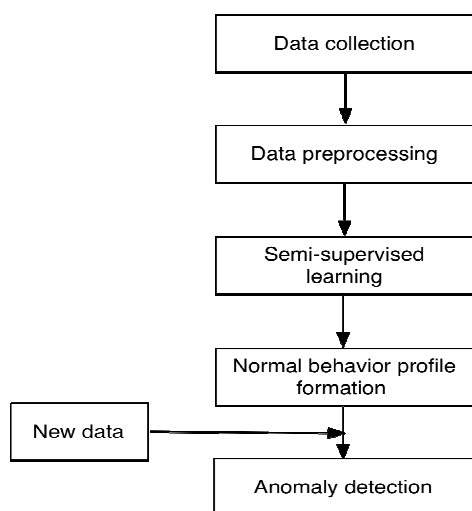 Data collection
Data preprocessing
Semi-supervised
learning
Normal behavior profile
formation
New data
Anomaly detection